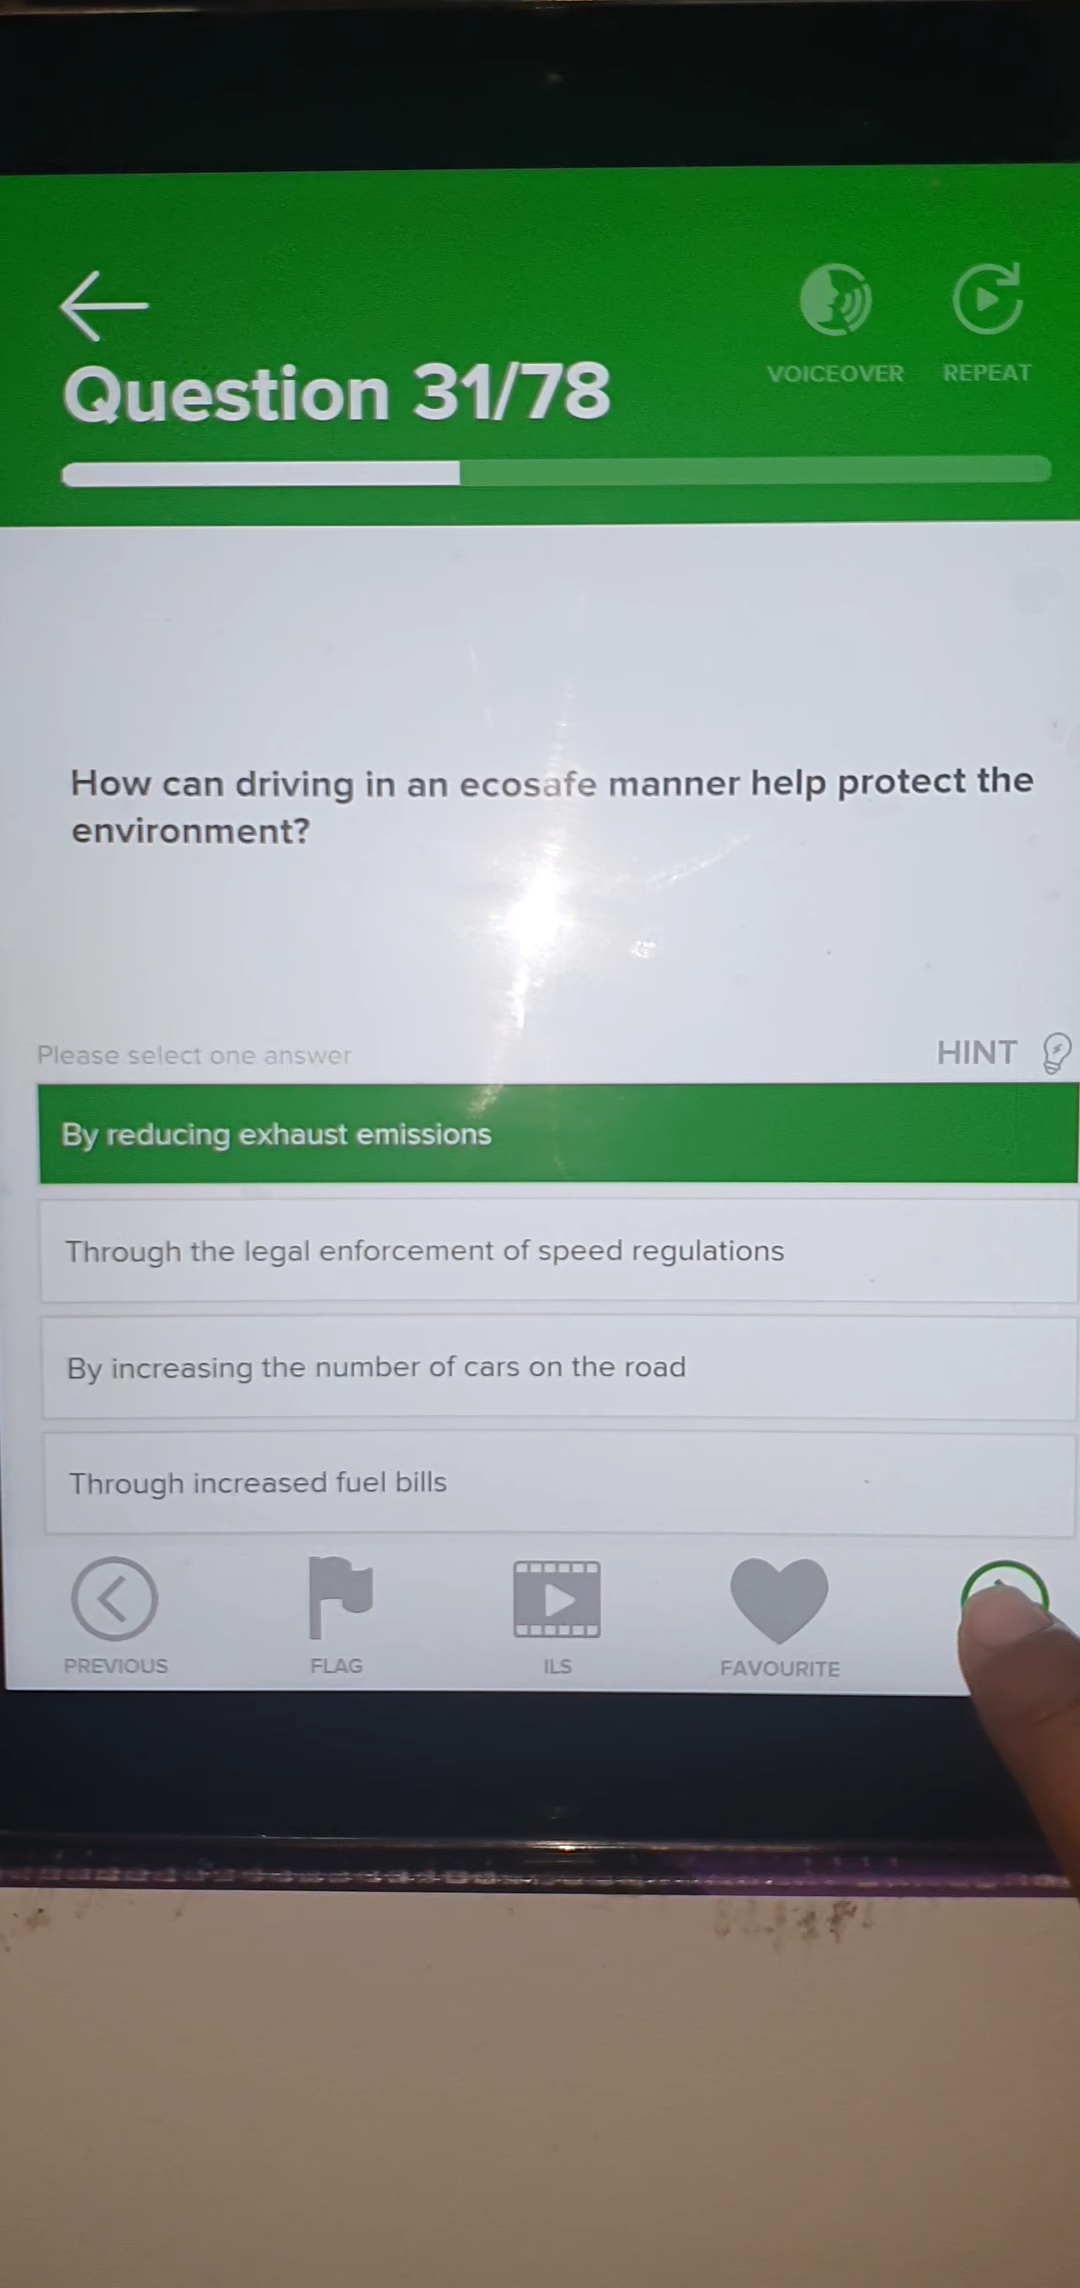 VOICEOVER
REPEAT
Question 31/78
How can driving in an ecosafe manner help protect the
environment?
Please select one answer
HINT
By reducing exhaust emissions
Through the legal enforcement of speed regulations
By increasing the number of cars on the road
Through increased fuel bills
PREVIOUS
FLAG
ILS
FAVOURITE